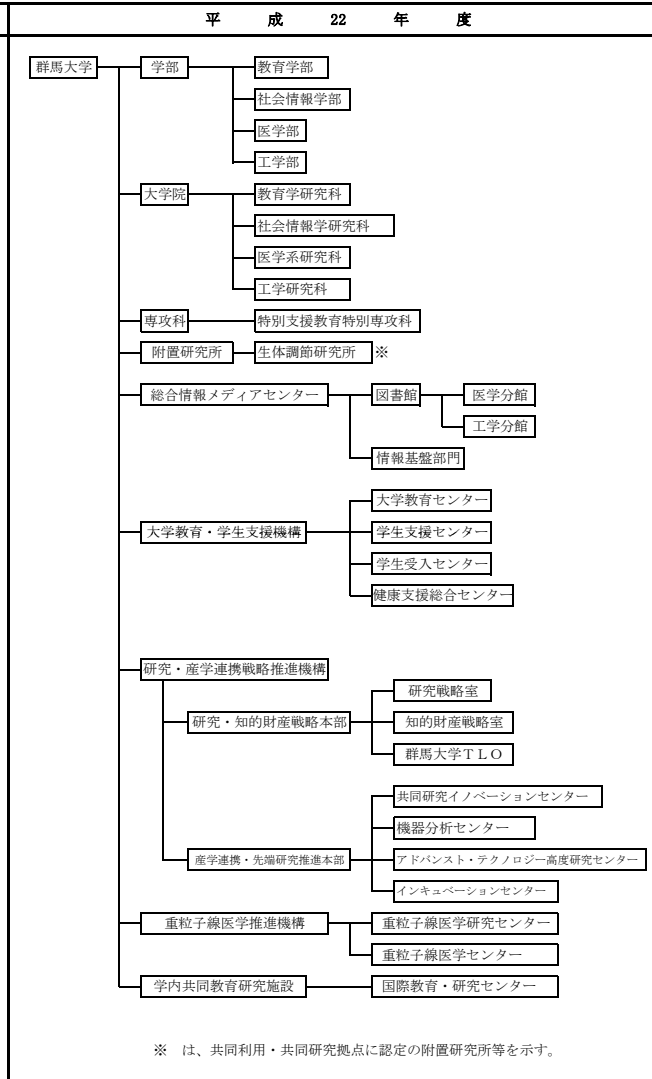 平 成 22 年 度
群馬大学 学部 教育学部
社会情報学部
医学部
工学部
大学院 教育学研究科
社会情報学研究科
医学系研究科
工学研究科
専攻科 特別支援教育特別専攻科
附置研究所 生体調節研究所 ※
総合情報メディアセンター 図書館 医学分館
工学分館
情報基盤部門
大学教育センター
大学教育・学生支援機構 学生支援センター
学生受入センター
健康支援総合センター
研究・産学連携戦略推進機構
研究戦略室
研究・知的財産戦略本部 知的財産戦略室
群馬大学ＴＬＯ
共同研究イノベーションセンター
機器分析センター
産学連携・先端研究推進本部 アドバンスト・テクノロジー高度研究センター
インキュベーションセンター
重粒子線医学推進機構 重粒子線医学研究センター
重粒子線医学センター
学内共同教育研究施設 国際教育・研究センター
※ は、共同利用・共同研究拠点に認定の附置研究所等を示す。